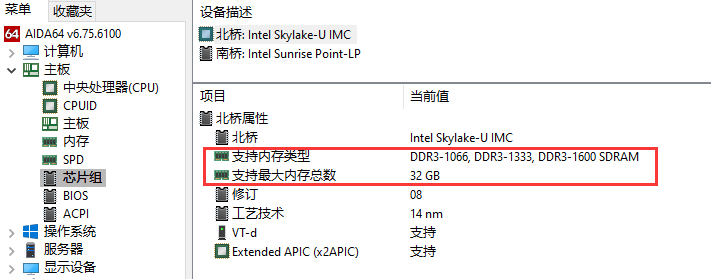 菜单
收藏夹
AIDA64 v6.75.6100
计算机
主板
中央处理器(CPU)
CPUID
主板
内存
SPD
芯片组
BIOS
ACPI
操作系统
服务器
显示设备
设备描述
北桥: Intel Skylake-U IMC
南桥: Intel Sunrise Point-LP
项目 当前值
北桥属性
北桥 Intel Skylake-U IMC
支持内存类型 DDR3-1066, DDR3-1333, DDR3-1600 SDRAM
支持最大内存总数 32 GB
修订 08
工艺技术 14 nm
VT-d 支持
Extended APIC (x2APIC) 支持